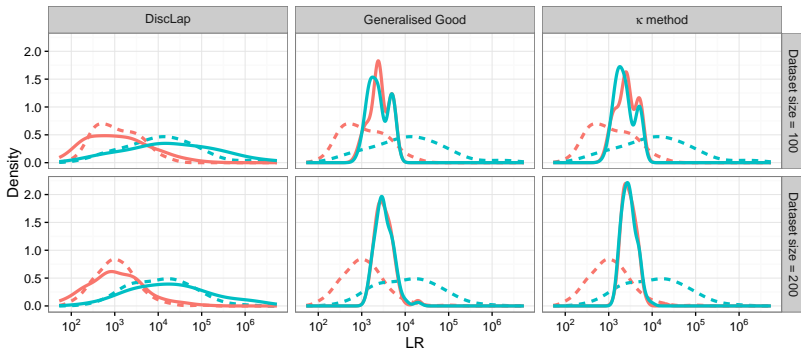 DiscLap
Generalised Good
κ method
Density
2.0
1.5
1.0
0.5
0.0
Dataset size = 100
2.0
1.5
1.0
0.5
0.0
Dataset size = 200
10² 10³ 10⁴ 10⁵ 10⁶
10² 10³ 10⁴ 10⁵ 10⁶
10² 10³ 10⁴ 10⁵ 10⁶
LR